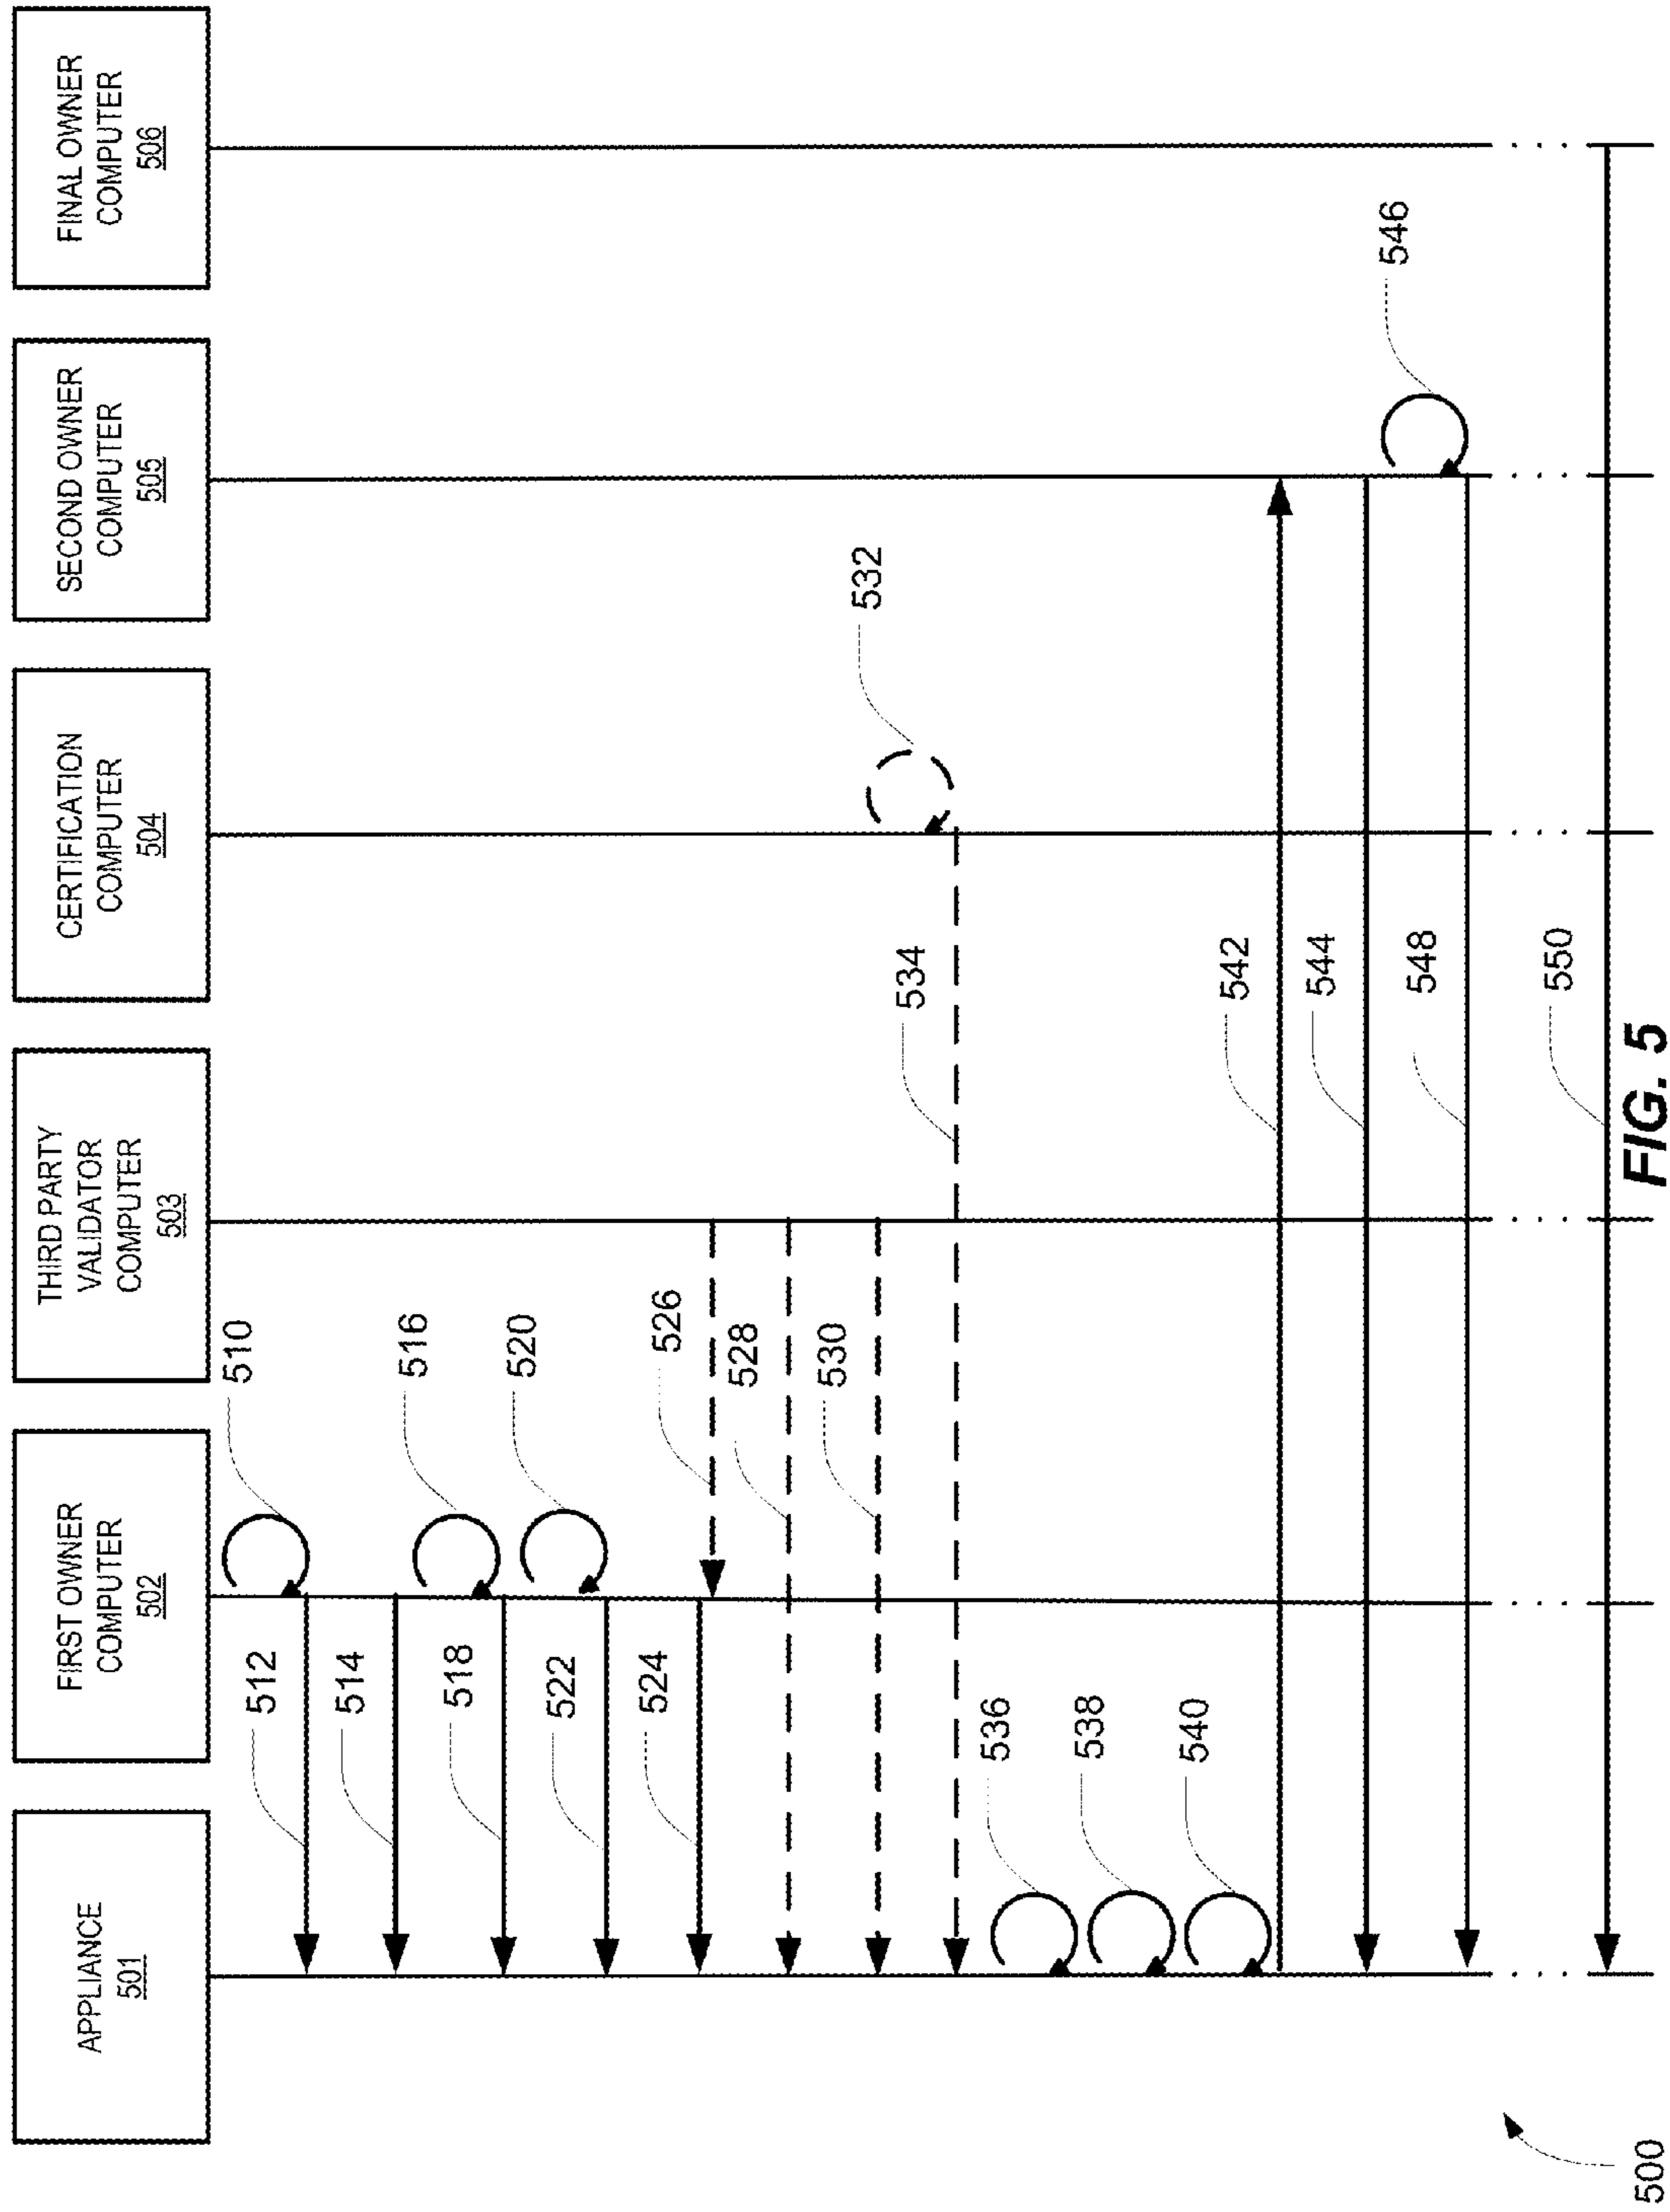 APPLIANCE
501
FIRST OWNER
COMPUTER
502
THIRD PARTY
VALIDATOR
COMPUTER
503
CERTIFICATION
COMPUTER
504
SECOND OWNER
COMPUTER
505
FINAL OWNER
COMPUTER
506
510
512
514
516
518
520
522
524
526
528
530
532
534
536
538
540
542
544
546
548
550
500
FIG. 5